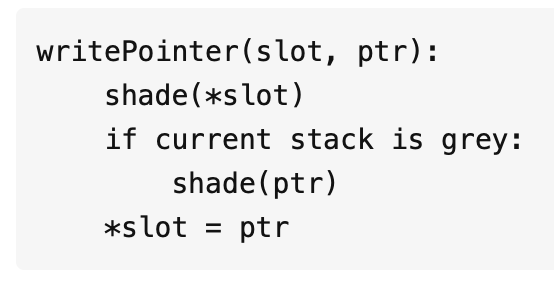 writePointer(slot, ptr):
    shade(*slot)
    if current stack is grey:
        shade(ptr)
    *slot = ptr